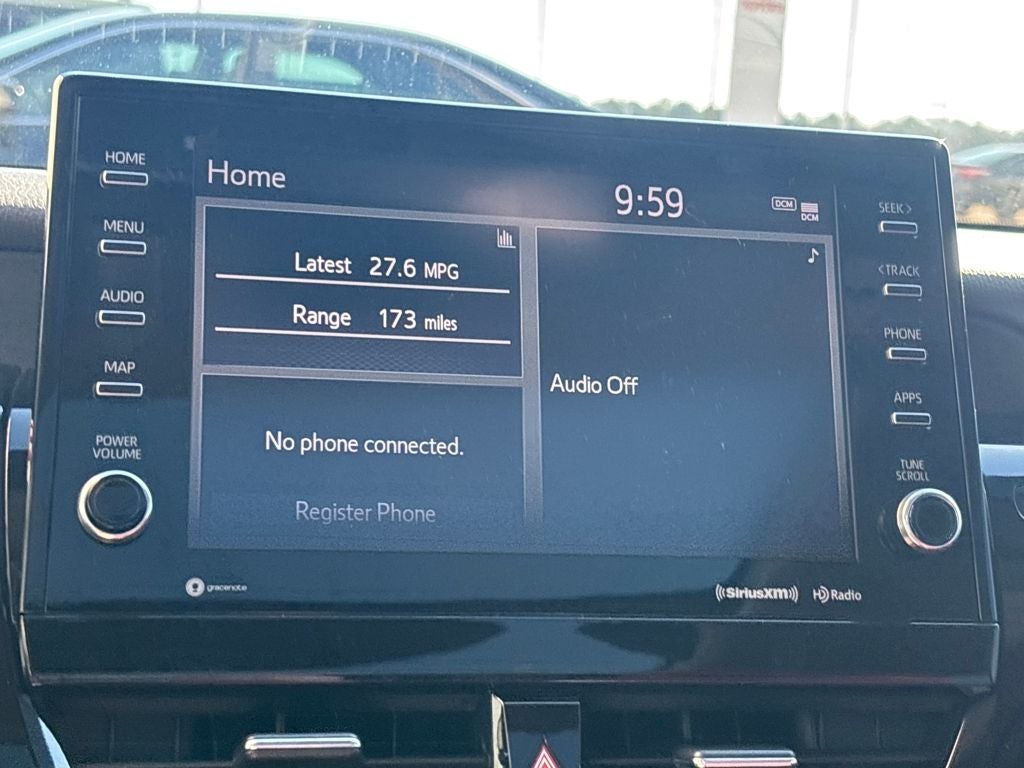 HOME
MENU
AUDIO
MAP
POWER
VOLUME
Home
9:59
DCM
DCM
Latest 27.6 MPG
Range 173 miles
No phone connected.
Register Phone
Audio Off
SEEK >
< TRACK
PHONE
APPS
TUNE
SCROLL
gracenote
((SiriusXM))
HD Radio